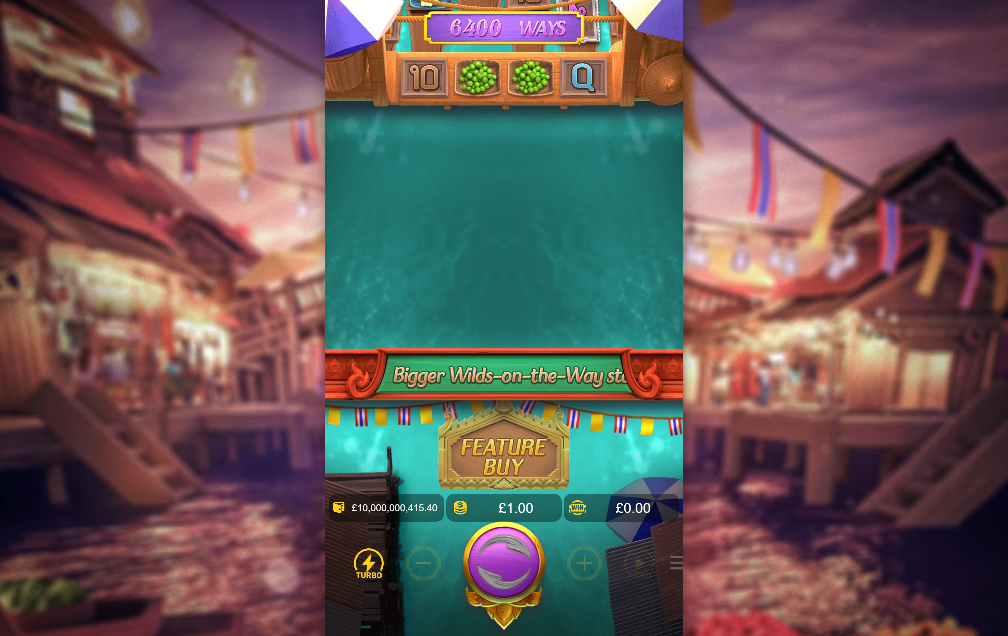 6400 WAYS
10
Q
Bigger Wilds-on-the-Way
FEATURE
BUY
£10,000,000,415.40
£1.00
WIN
£0.00
TURBO